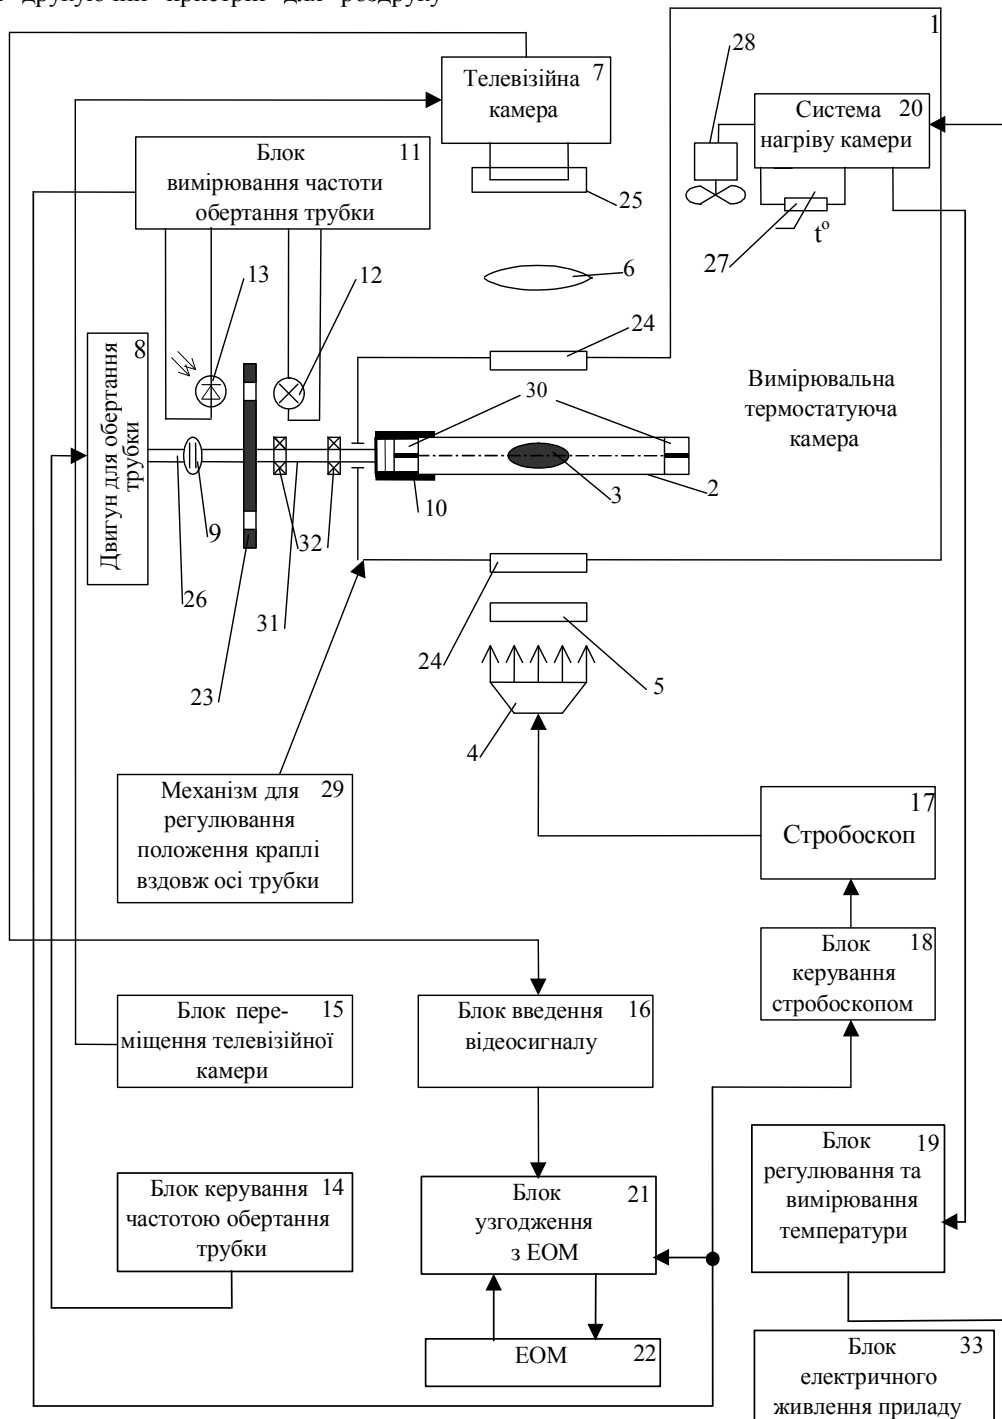 друкуючий пристрій для роздруку
1
7
Телевізійна
камера
28
20
Система
нагріву камери
11
Блок
вимірювання частоти
обертання трубки
25
27
t°
6
13
12
24
8
Двигун для обертання
трубки
30
Вимірювальна
термостатуюча
камера
3
2
10
9
32
26
31
23
24
5
4
29
Механізм для
регулювання
положення краплі
вздовж осі трубки
17
Стробоскоп
18
Блок
керування
стробоскопом
15
Блок пере-
міщення телевізійної
камери
16
Блок введення
відеосигналу
19
Блок
регулювання та
вимірювання
температури
14
Блок керування
частотою обертання
трубки
21
Блок
узгодження
з ЕОМ
22
ЕОМ
33
Блок
електричного
живлення приладу